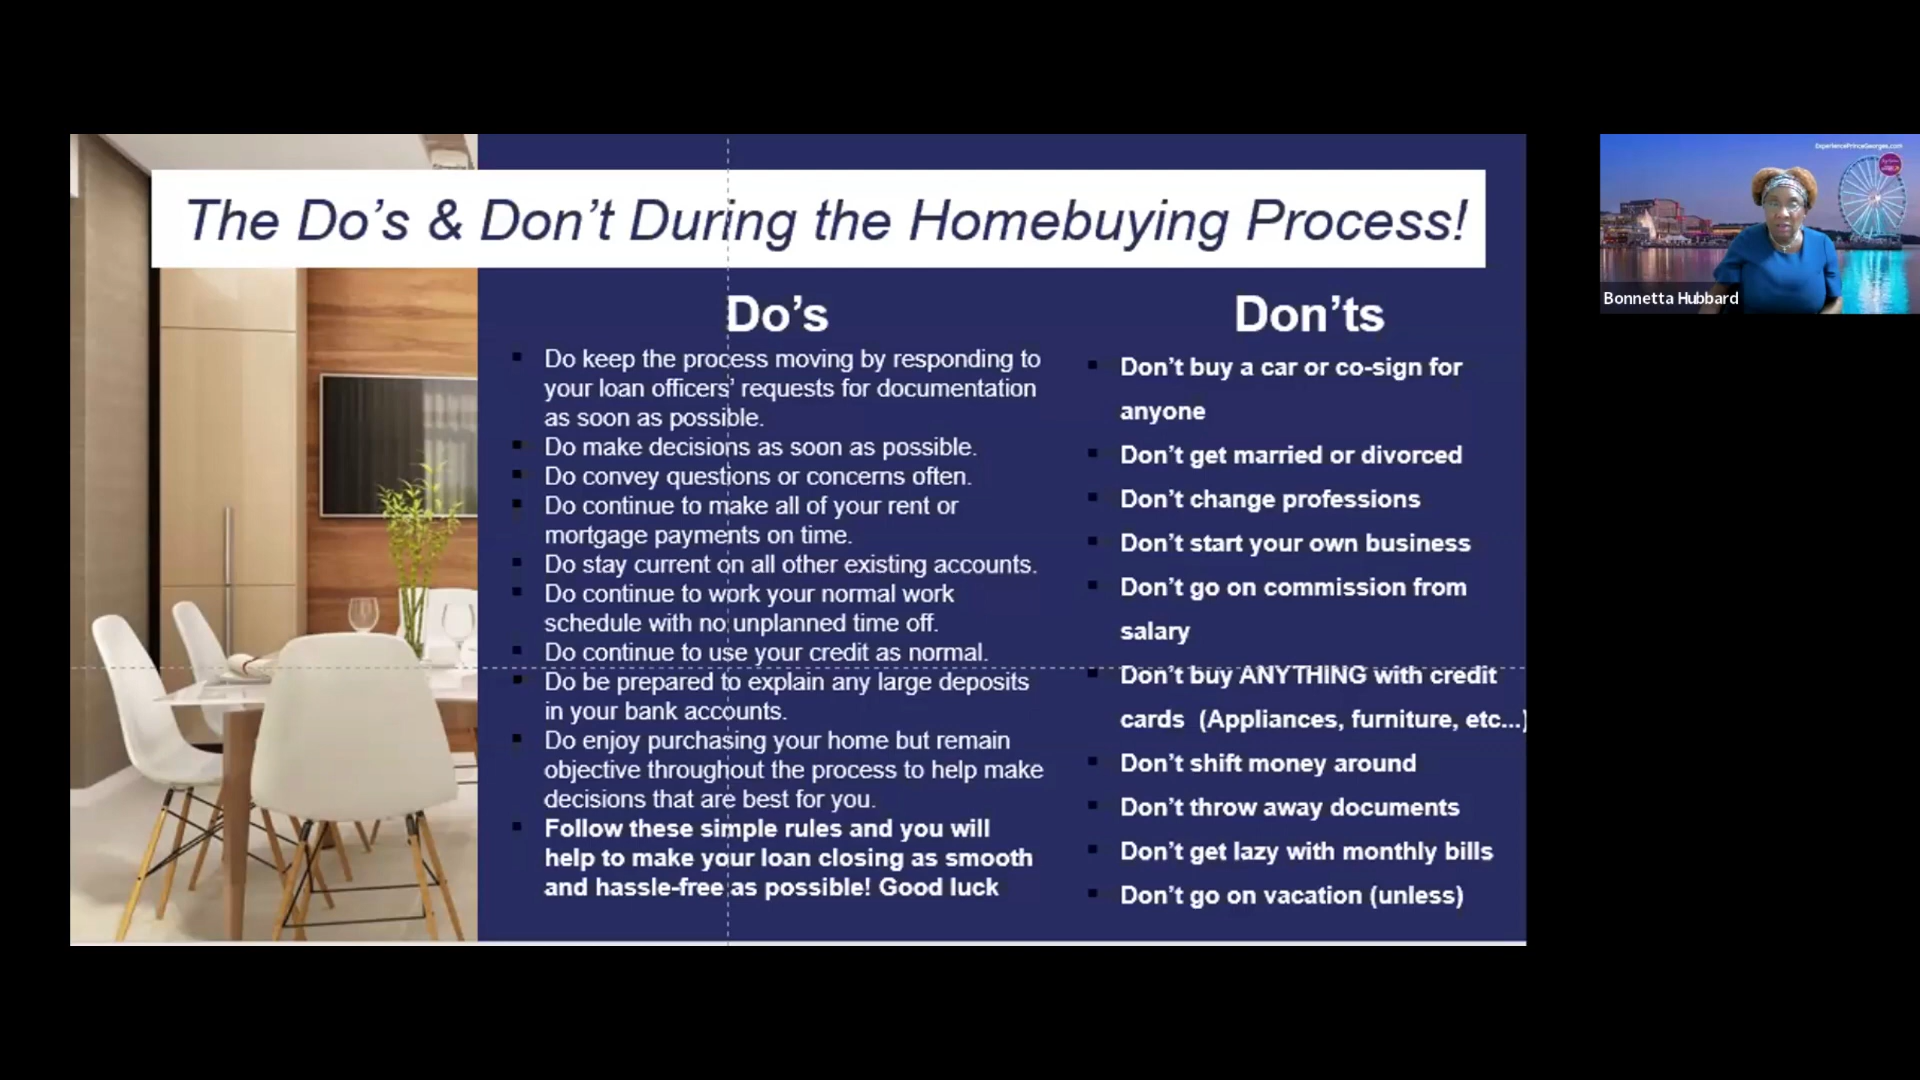 The Do’s & Don’t During the Homebuying Process!
Do’s
Do keep the process moving by responding to
your loan officers’ requests for documentation
as soon as possible.
Do make decisions as soon as possible.
Do convey questions or concerns often.
Do continue to make all of your rent or
mortgage payments on time.
Do stay current on all other existing accounts.
Do continue to work your normal work
schedule with no unplanned time off.
Do continue to use your credit as normal.
Do be prepared to explain any large deposits
in your bank accounts.
Do enjoy purchasing your home but remain
objective throughout the process to help make
decisions that are best for you.
Follow these simple rules and you will
help to make your loan closing as smooth
and hassle-free as possible! Good luck
Don’ts
Don’t buy a car or co-sign for
anyone
Don’t get married or divorced
Don’t change professions
Don’t start your own business
Don’t go on commission from
salary
Don’t buy ANYTHING with credit
cards (Appliances, furniture, etc...)
Don’t shift money around
Don’t throw away documents
Don’t get lazy with monthly bills
Don’t go on vacation (unless)
ExperiencePrinceGeorges.com
Bonnetta Hubbard